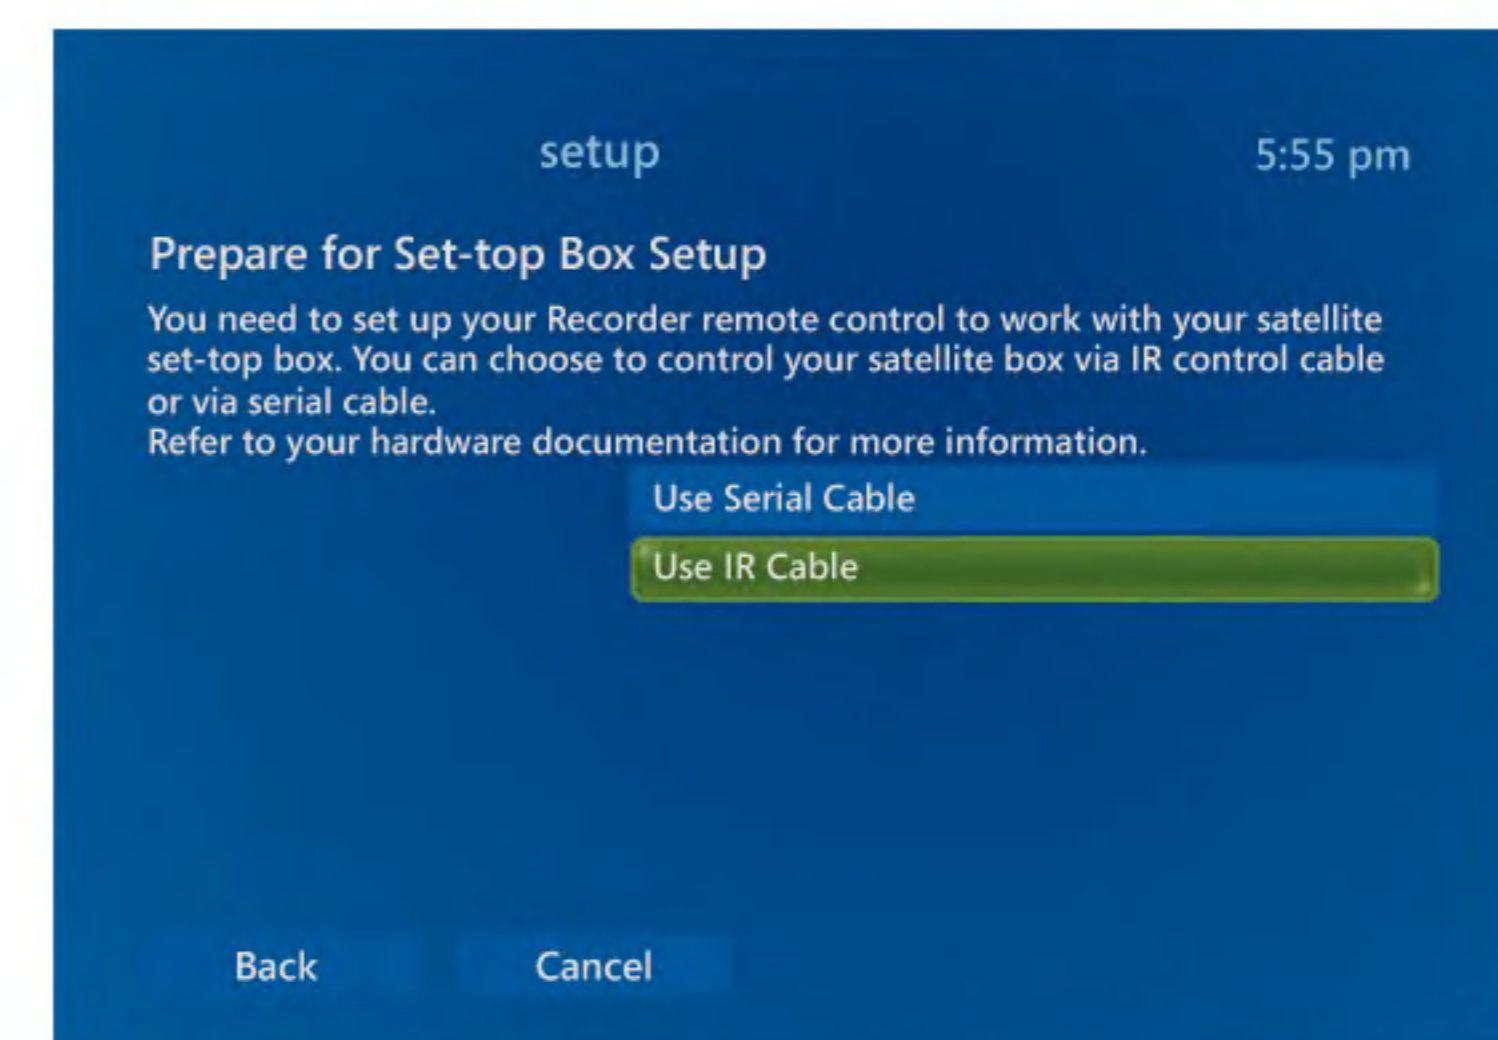 setup
5:55 pm
Prepare for Set-top Box Setup
You need to set up your Recorder remote control to work with your satellite
set-top box. You can choose to control your satellite box via IR control cable
or via serial cable.
Refer to your hardware documentation for more information.
Use Serial Cable
Use IR Cable
Back
Cancel